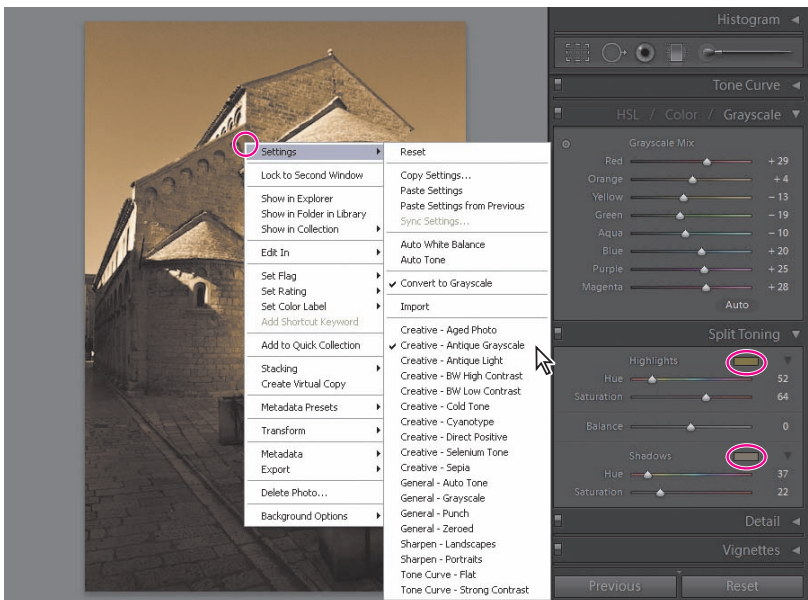 Histogram
Tone Curve
HSL / Color / Grayscale
Grayscale Mix
Red + 29
Orange + 4
Yellow – 13
Green – 19
Aqua – 10
Blue + 20
Purple + 25
Magenta + 28
Auto
Split Toning
Highlights
Hue 52
Saturation 64
Balance 0
Shadows
Hue 37
Saturation 22
Detail
Vignettes
Previous Reset
Settings
Lock to Second Window
Show in Explorer
Show in Folder in Library
Show in Collection
Edit In
Set Flag
Set Rating
Set Color Label
Add Shortcut Keyword
Add to Quick Collection
Stacking
Create Virtual Copy
Metadata Presets
Transform
Metadata
Export
Delete Photo...
Background Options
Reset
Copy Settings...
Paste Settings
Paste Settings from Previous
Sync Settings...
Auto White Balance
Auto Tone
Convert to Grayscale
Import
Creative - Aged Photo
Creative - Antique Grayscale
Creative - Antique Light
Creative - BW High Contrast
Creative - BW Low Contrast
Creative - Cold Tone
Creative - Cyanotype
Creative - Direct Positive
Creative - Selenium Tone
Creative - Sepia
General - Auto Tone
General - Grayscale
General - Punch
General - Zeroed
Sharpen - Landscapes
Sharpen - Portraits
Tone Curve - Flat
Tone Curve - Strong Contrast